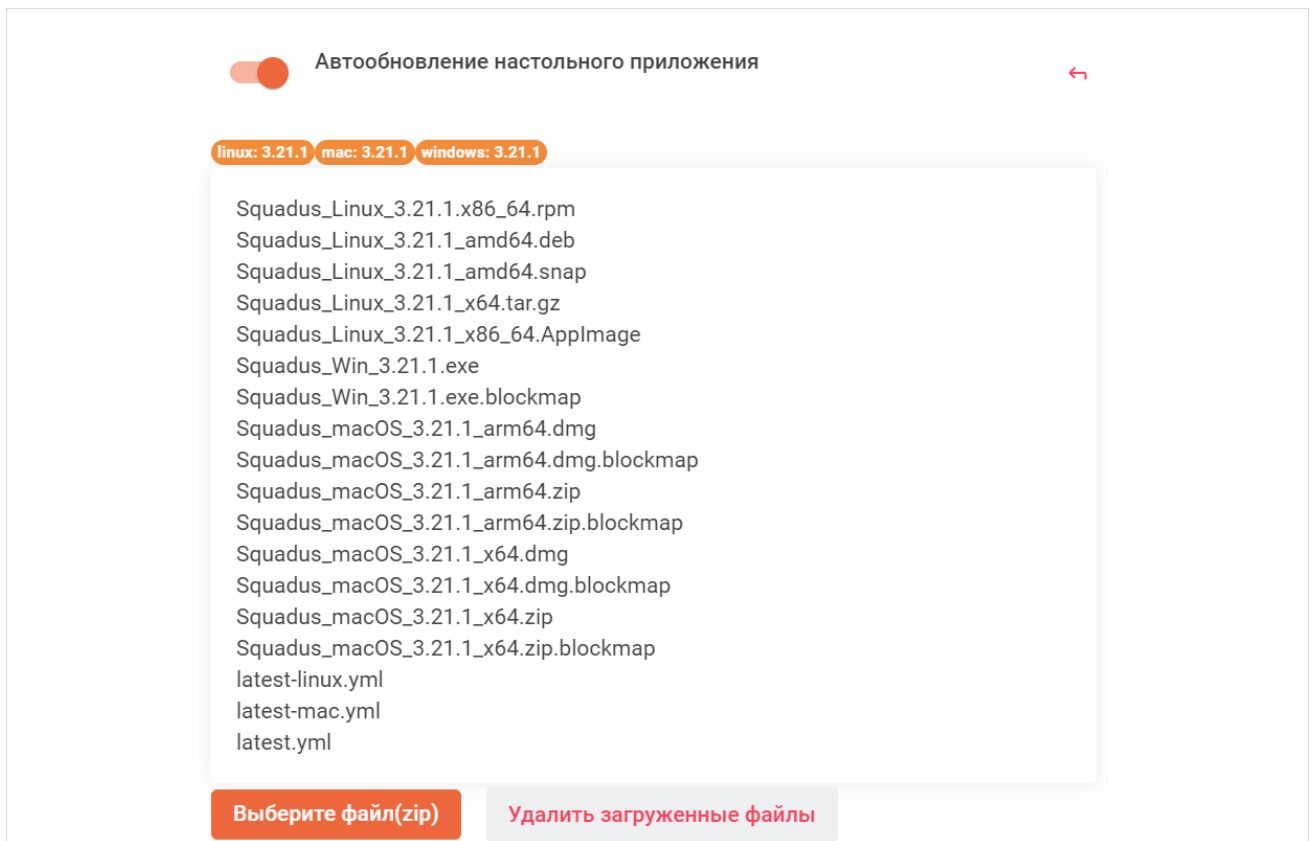 Автообновление настольного приложения
linux: 3.21.1 mac: 3.21.1 windows: 3.21.1
Squadus_Linux_3.21.1.x86_64.rpm
Squadus_Linux_3.21.1_amd64.deb
Squadus_Linux_3.21.1_amd64.snap
Squadus_Linux_3.21.1_x64.tar.gz
Squadus_Linux_3.21.1_x86_64.AppImage
Squadus_Win_3.21.1.exe
Squadus_Win_3.21.1.exe.blockmap
Squadus_macOS_3.21.1_arm64.dmg
Squadus_macOS_3.21.1_arm64.dmg.blockmap
Squadus_macOS_3.21.1_arm64.zip
Squadus_macOS_3.21.1_arm64.zip.blockmap
Squadus_macOS_3.21.1_x64.dmg
Squadus_macOS_3.21.1_x64.dmg.blockmap
Squadus_macOS_3.21.1_x64.zip
Squadus_macOS_3.21.1_x64.zip.blockmap
latest-linux.yml
latest-mac.yml
latest.yml
Выберите файл(zip) Удалить загруженные файлы